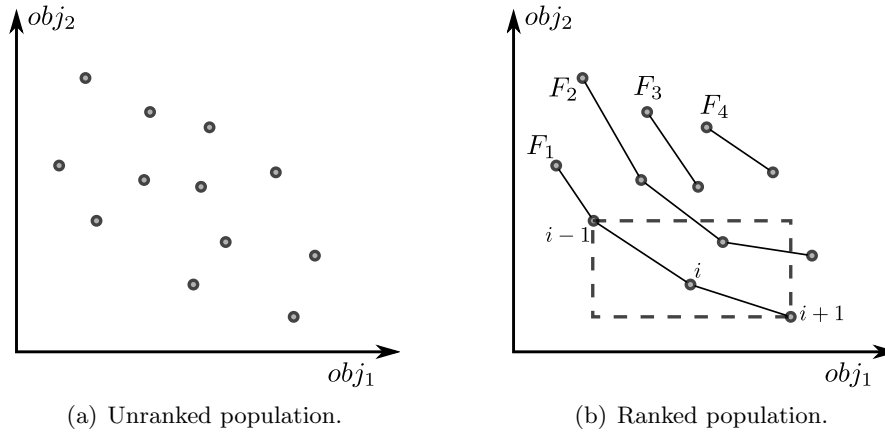 obj₂
obj₁
(a) Unranked population.
obj₂
F₂
F₃
F₄
F₁
i − 1
i
i + 1
obj₁
(b) Ranked population.